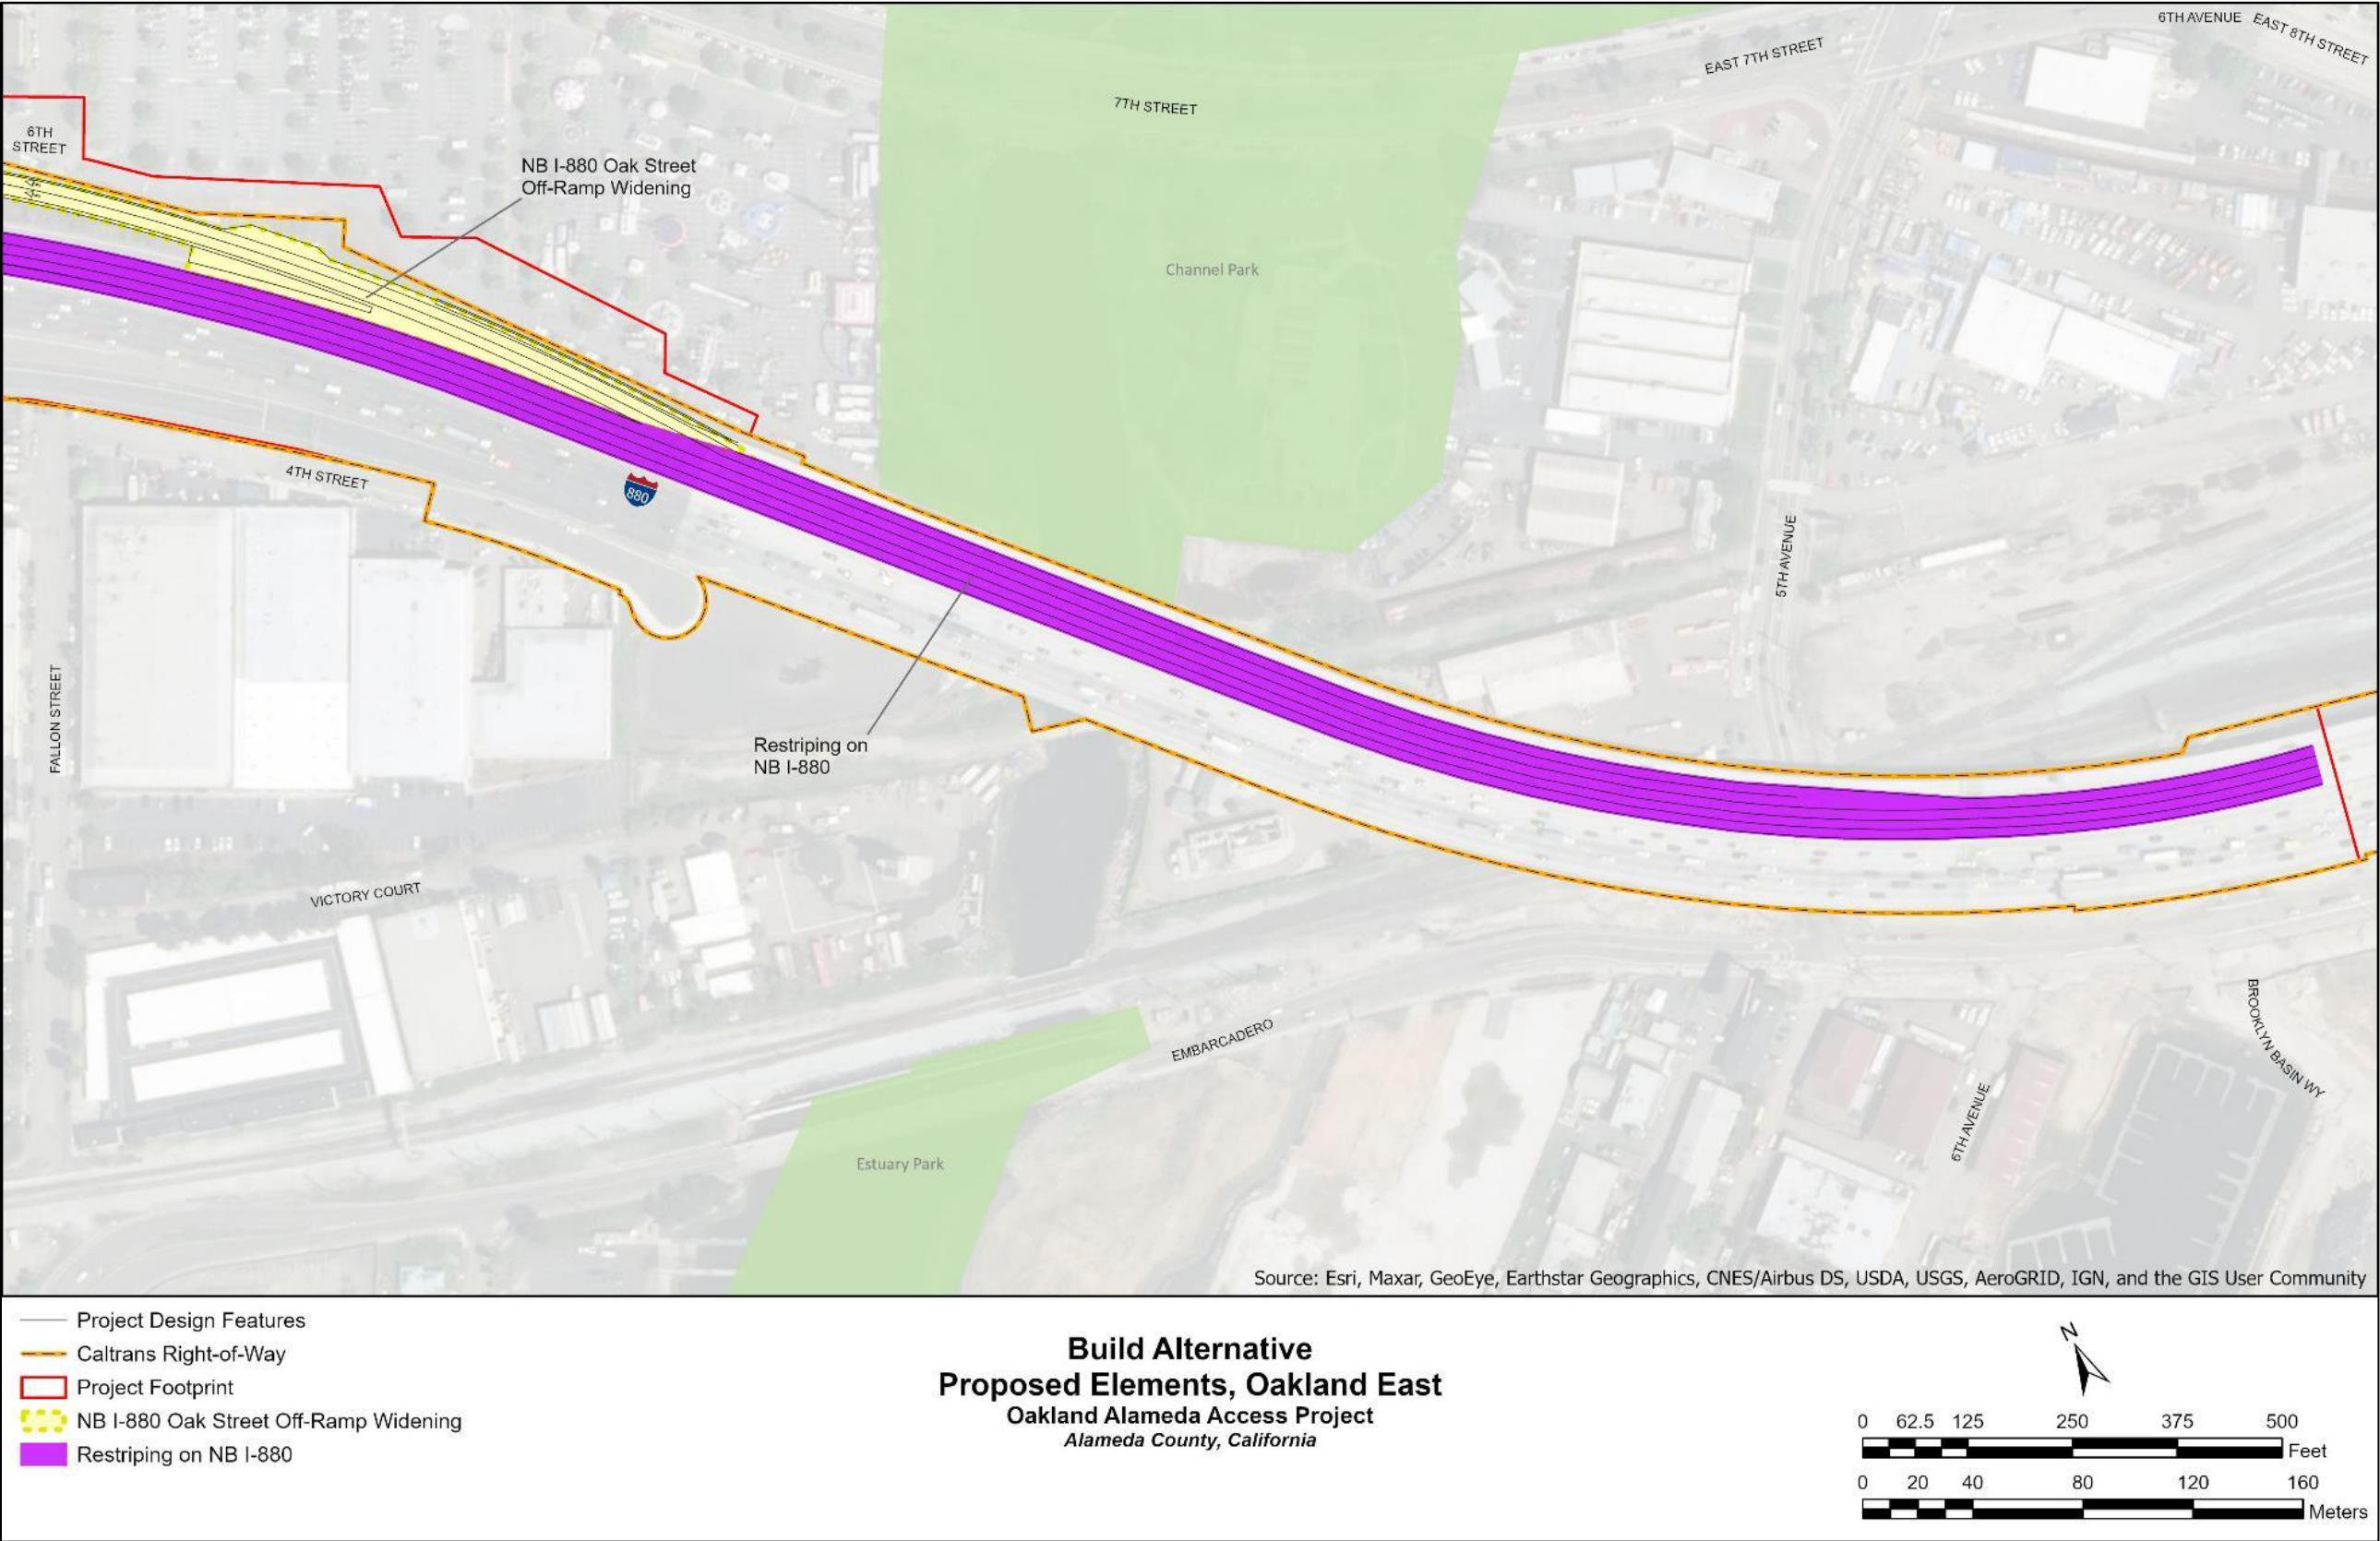 6TH AVENUE
EAST 8TH STREET
EAST 7TH STREET
7TH STREET
6TH
STREET
NB I-880 Oak Street
Off-Ramp Widening
Channel Park
4TH STREET
880
5TH AVENUE
FALLON STREET
Restriping on
NB I-880
VICTORY COURT
EMBARCADERO
BROOKLYN BASIN WY
6TH AVENUE
Estuary Park
Source: Esri, Maxar, GeoEye, Earthstar Geographics, CNES/Airbus DS, USDA, USGS, AeroGRID, IGN, and the GIS User Community
Project Design Features
Caltrans Right-of-Way
Project Footprint
NB I-880 Oak Street Off-Ramp Widening
Restriping on NB I-880
Build Alternative
Proposed Elements, Oakland East
Oakland Alameda Access Project
Alameda County, California
N
0 62.5 125 250 375 500
Feet
0 20 40 80 120 160
Meters